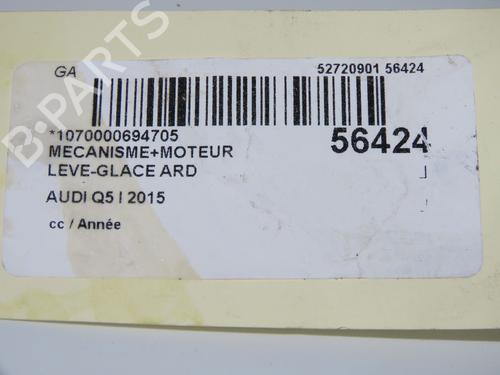 GA
52720901 56424
*1070000694705
56424
MECANISME+MOTEUR
LEVE-GLACE ARD
AUDI Q5 I 2015
cc / Année
B-PARTS